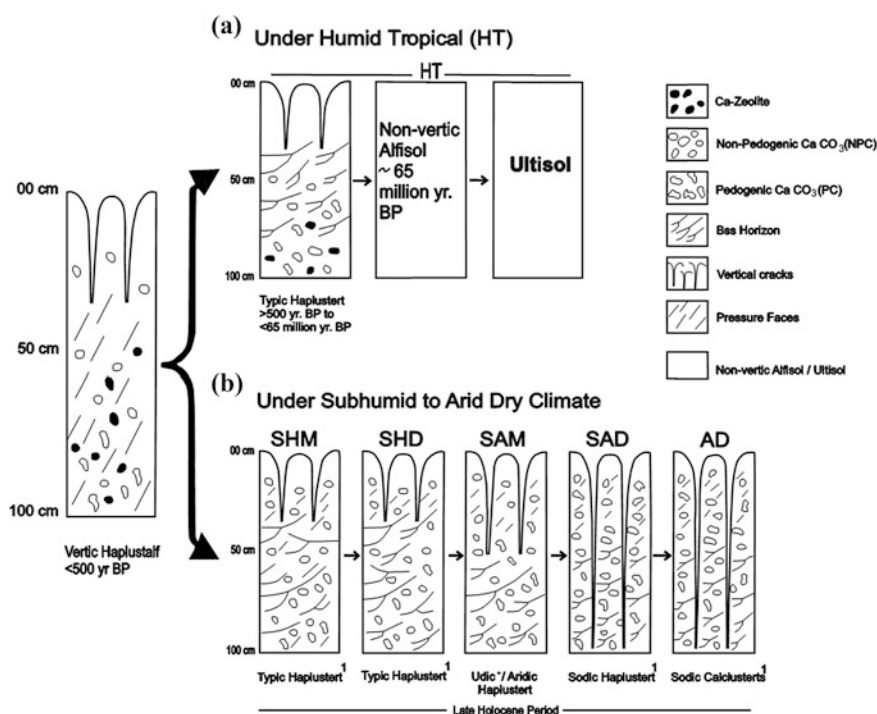 (a) Under Humid Tropical (HT)
HT
00 cm
50 cm
100 cm
Non-vertic
Alfisol
~ 65
million yr.
BP
Ultisol
Typic Haplustert
>500 yr. BP to
<65 million yr. BP
Ca-Zeolite
Non-Pedogenic Ca CO3(NPC)
Pedogenic Ca CO3(PC)
Bss Horizon
Vertical cracks
Pressure Faces
Non-vertic Alfisol / Ultisol
00 cm
50 cm
100 cm
Vertic Haplustalf
<500 yr BP
(b)
Under Subhumid to Arid Dry Climate
SHM SHD SAM SAD AD
00 cm
50 cm
100 cm
Typic Haplustert1
Typic Haplustert1
Udic*/ Aridic
Haplustert
Sodic Haplustert1
Sodic Calciusterts1
Late Holocene Period